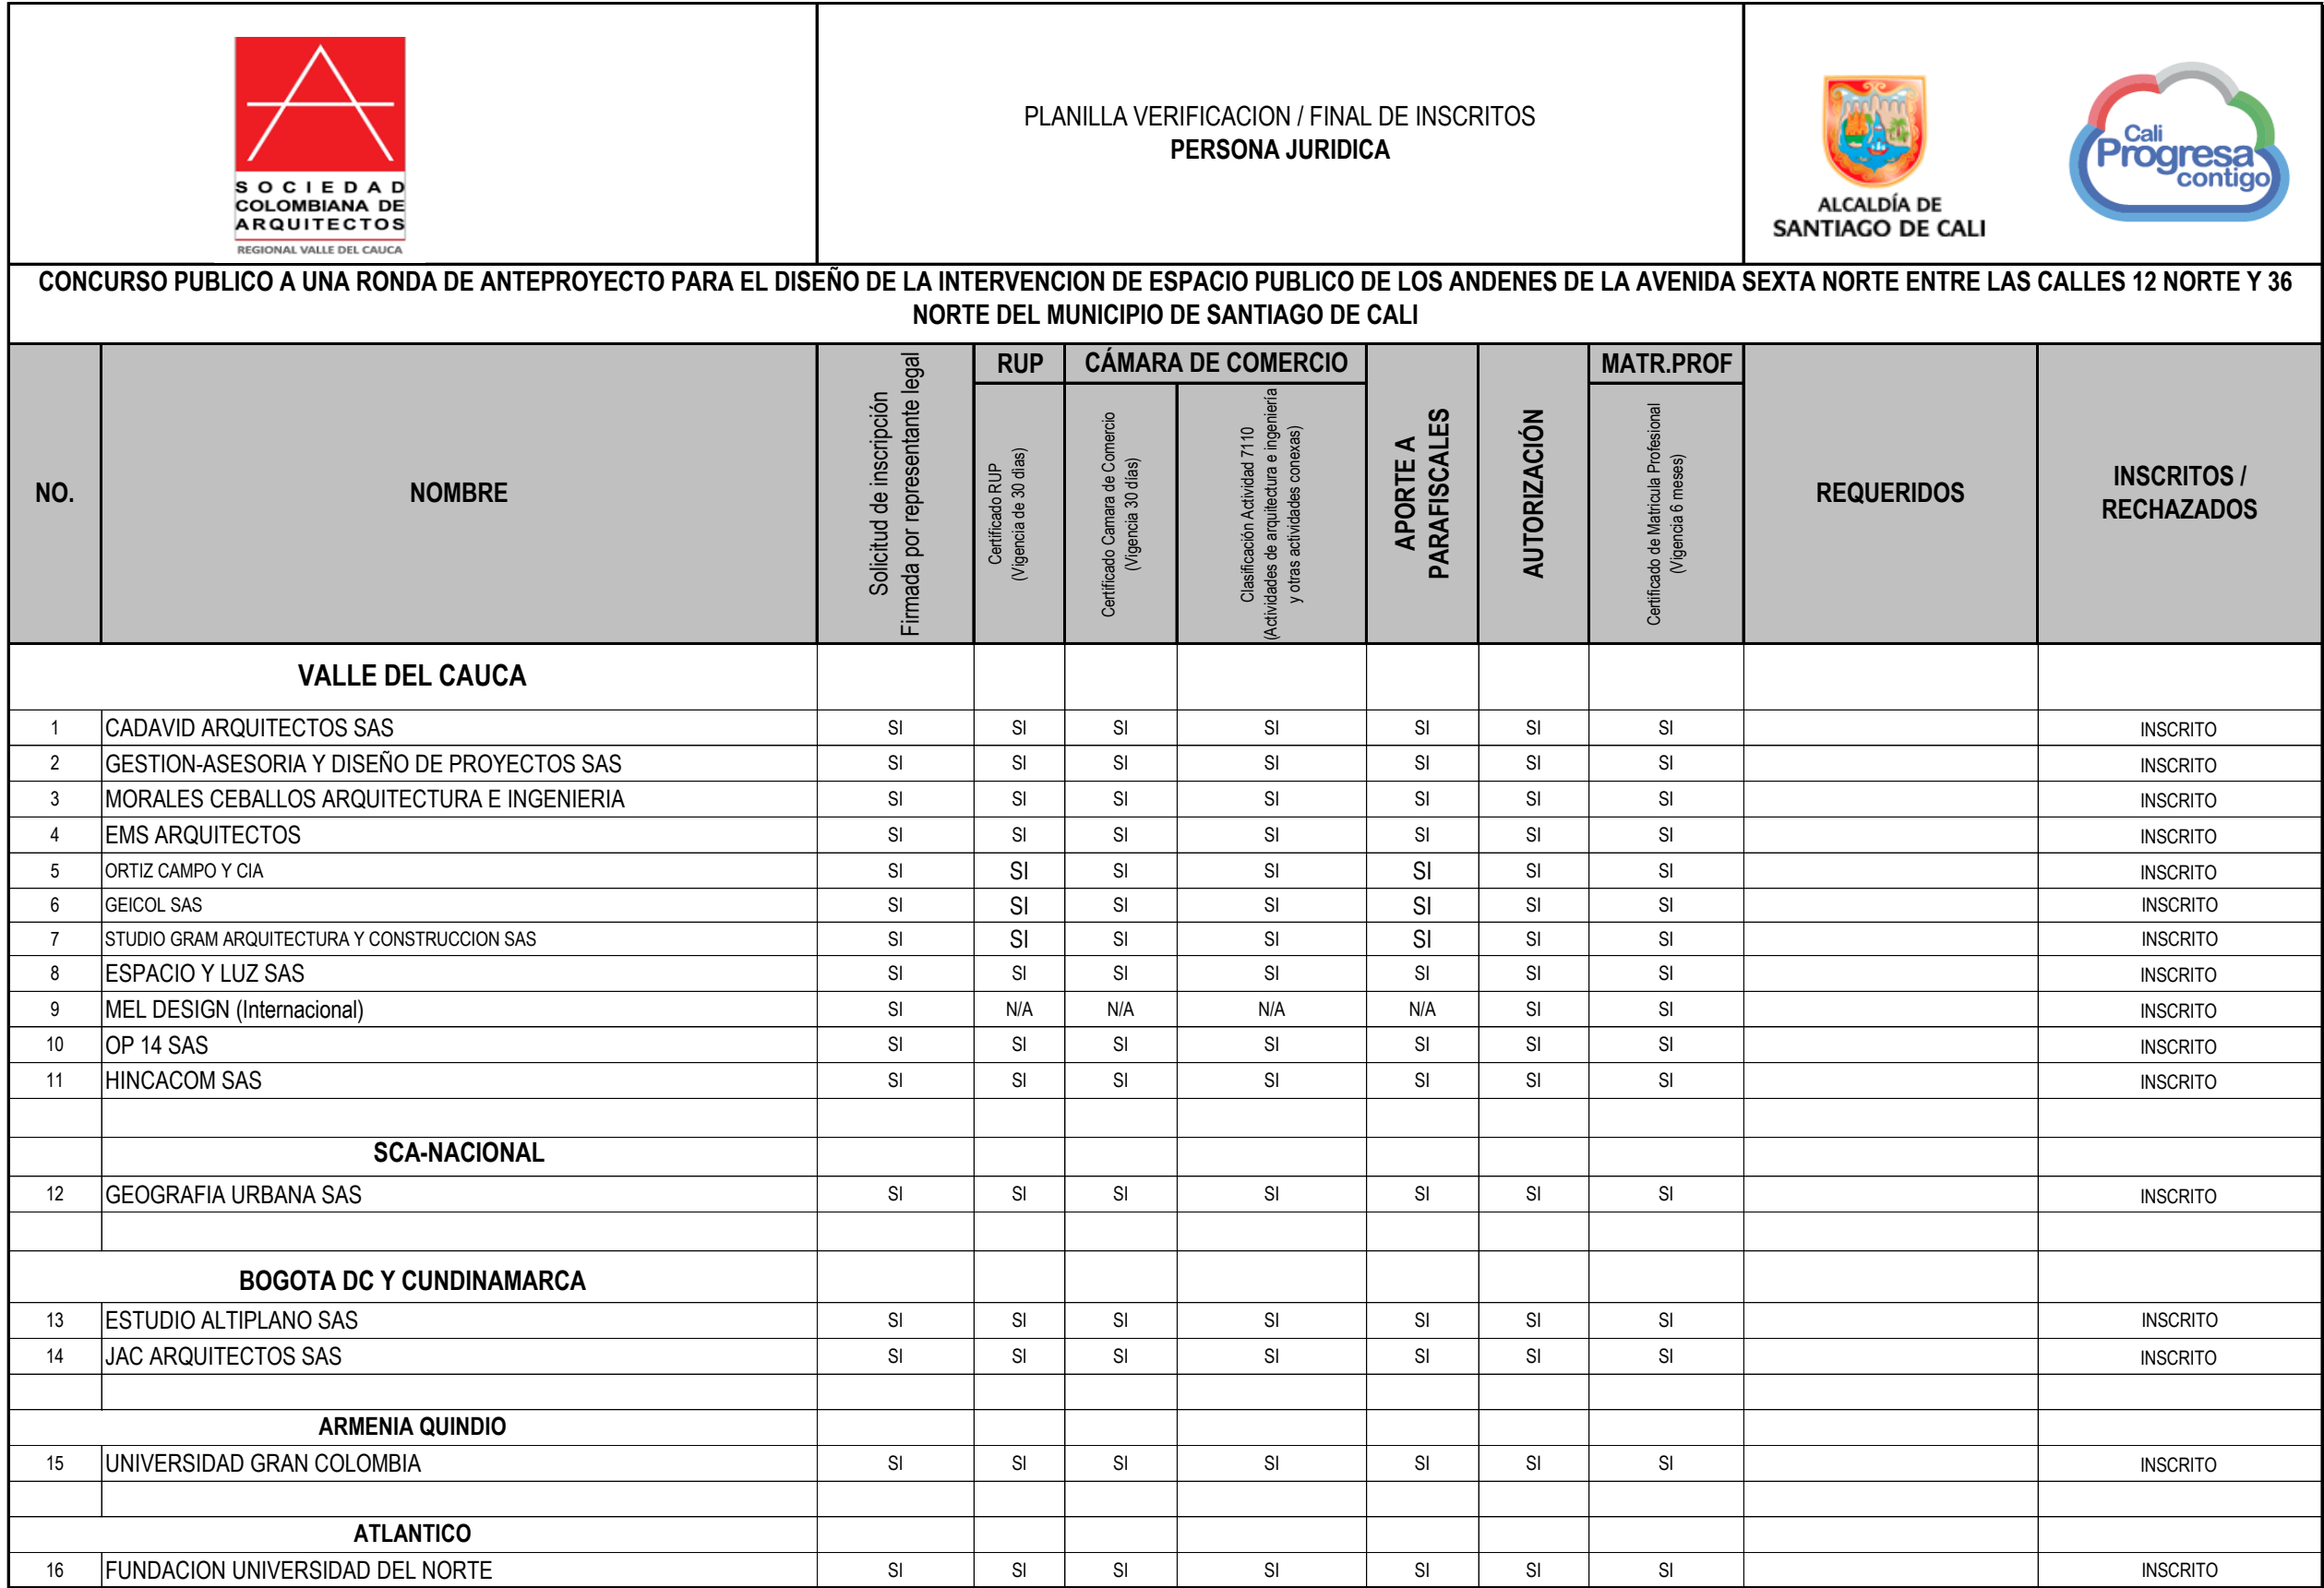 SOCIEDAD
COLOMBIANA DE
ARQUITECTOS
REGIONAL VALLE DEL CAUCA
PLANILLA VERIFICACION / FINAL DE INSCRITOS
PERSONA JURIDICA
ALCALDÍA DE
SANTIAGO DE CALI
Cali
Progresa
contigo
CONCURSO PUBLICO A UNA RONDA DE ANTEPROYECTO PARA EL DISEÑO DE LA INTERVENCION DE ESPACIO PUBLICO DE LOS ANDENES DE LA AVENIDA SEXTA NORTE ENTRE LAS CALLES 12 NORTE Y 36
NORTE DEL MUNICIPIO DE SANTIAGO DE CALI
NO.
NOMBRE
Solicitud de inscripción
Firmada por representante legal
RUP
Certificado RUP
(Vigencia de 30 dias)
CÁMARA DE COMERCIO
Certificado Camara de Comercio
(Vigencia 30 días)
Clasificación Actividad 7110
(Actividades de arquitectura e ingeniería
y otras actividades conexas)
APORTE A
PARAFISCALES
AUTORIZACIÓN
MATR.PROF
Certificado de Matricula Profesional
(Vigencia 6 meses)
REQUERIDOS
INSCRITOS /
RECHAZADOS
VALLE DEL CAUCA
1 CADAVID ARQUITECTOS SAS SI SI SI SI SI SI SI INSCRITO
2 GESTION-ASESORIA Y DISEÑO DE PROYECTOS SAS SI SI SI SI SI SI SI INSCRITO
3 MORALES CEBALLOS ARQUITECTURA E INGENIERIA SI SI SI SI SI SI SI INSCRITO
4 EMS ARQUITECTOS SI SI SI SI SI SI SI INSCRITO
5 ORTIZ CAMPO Y CIA SI SI SI SI SI SI SI INSCRITO
6 GEICOL SAS SI SI SI SI SI SI SI INSCRITO
7 STUDIO GRAM ARQUITECTURA Y CONSTRUCCION SAS SI SI SI SI SI SI SI INSCRITO
8 ESPACIO Y LUZ SAS SI SI SI SI SI SI SI INSCRITO
9 MEL DESIGN (Internacional) SI N/A N/A N/A N/A SI SI INSCRITO
10 OP 14 SAS SI SI SI SI SI SI SI INSCRITO
11 HINCACOM SAS SI SI SI SI SI SI SI INSCRITO
SCA-NACIONAL
12 GEOGRAFIA URBANA SAS SI SI SI SI SI SI SI INSCRITO
BOGOTA DC Y CUNDINAMARCA
13 ESTUDIO ALTIPLANO SAS SI SI SI SI SI SI SI INSCRITO
14 JAC ARQUITECTOS SAS SI SI SI SI SI SI SI INSCRITO
ARMENIA QUINDIO
15 UNIVERSIDAD GRAN COLOMBIA SI SI SI SI SI SI SI INSCRITO
ATLANTICO
16 FUNDACION UNIVERSIDAD DEL NORTE SI SI SI SI SI SI SI INSCRITO